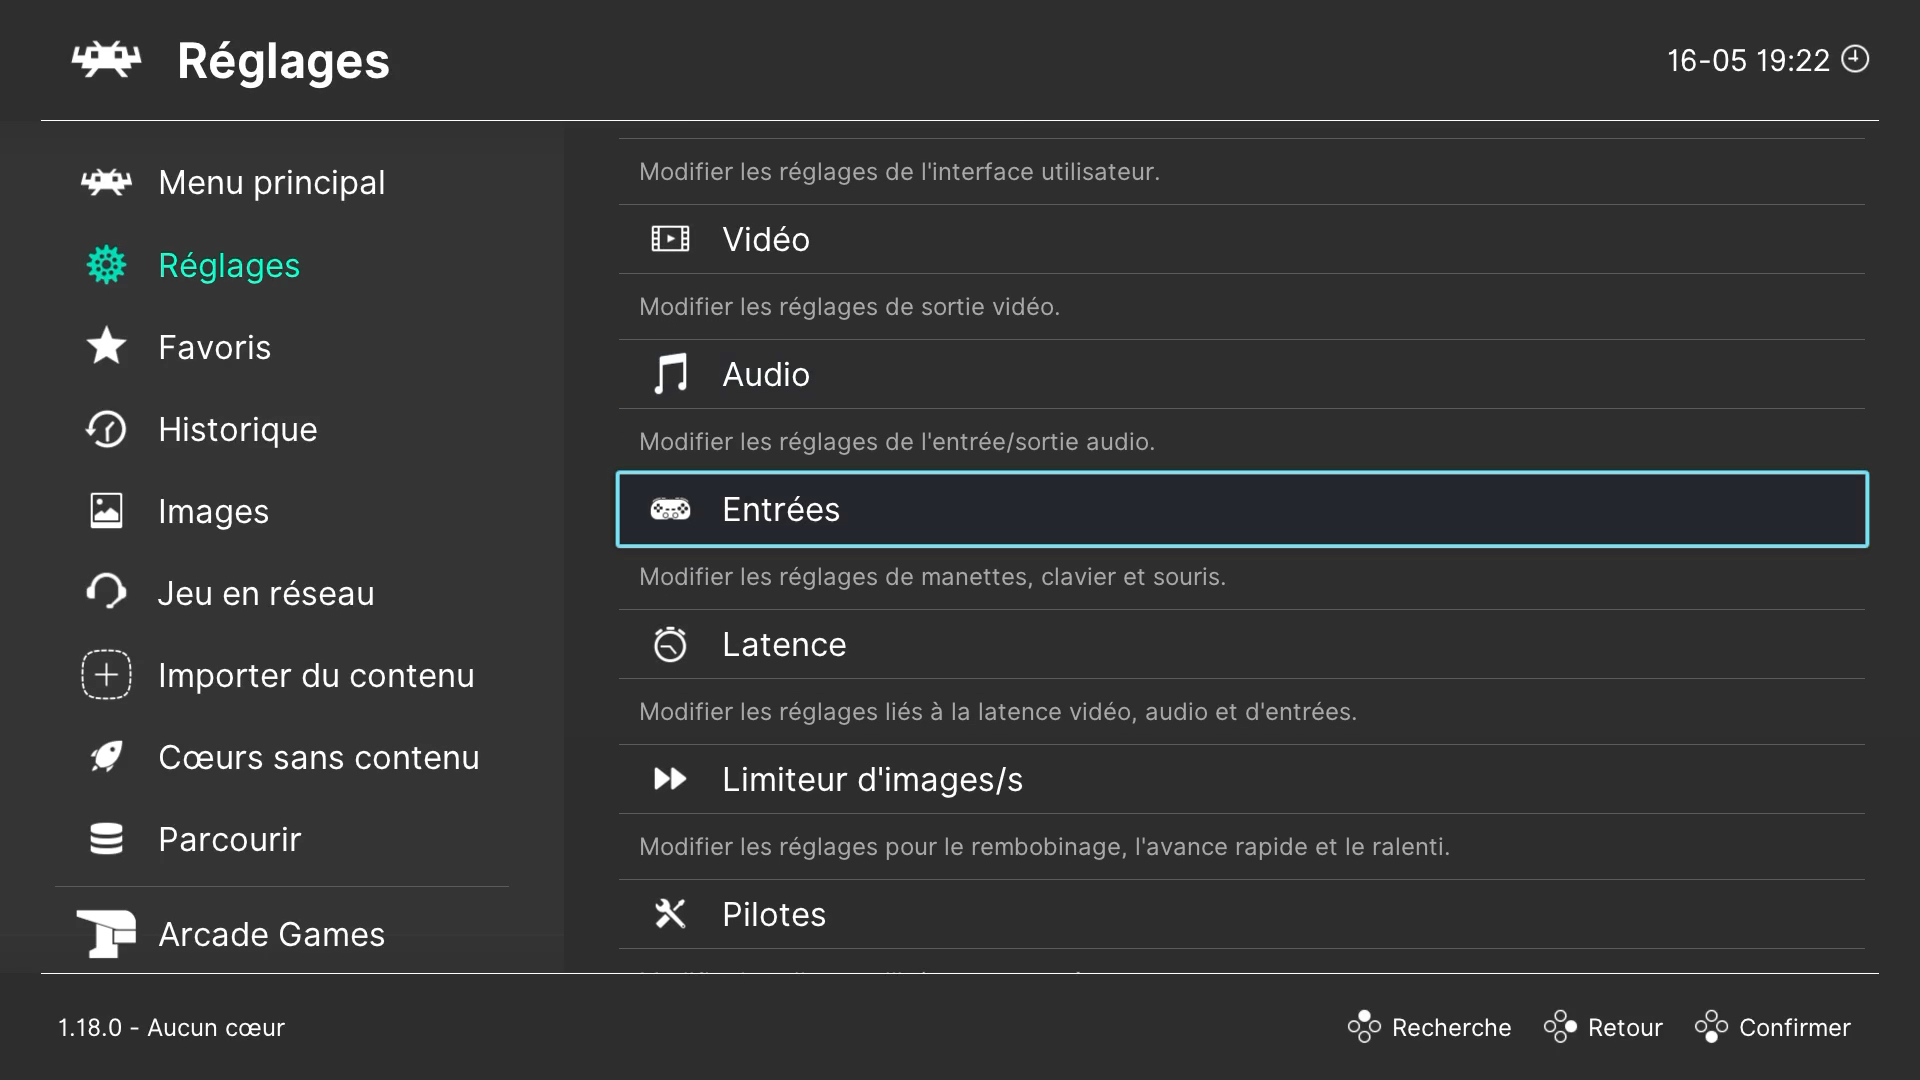 Réglages
16-05 19:22
Menu principal
Réglages
Favoris
Historique
Images
Jeu en réseau
Importer du contenu
Cœurs sans contenu
Parcourir
Arcade Games
Modifier les réglages de l'interface utilisateur.
Vidéo
Modifier les réglages de sortie vidéo.
Audio
Modifier les réglages de l'entrée/sortie audio.
Entrées
Modifier les réglages de manettes, clavier et souris.
Latence
Modifier les réglages liés à la latence vidéo, audio et d'entrées.
Limiteur d'images/s
Modifier les réglages pour le rembobinage, l'avance rapide et le ralenti.
Pilotes
1.18.0 - Aucun cœur
Recherche
Retour
Confirmer